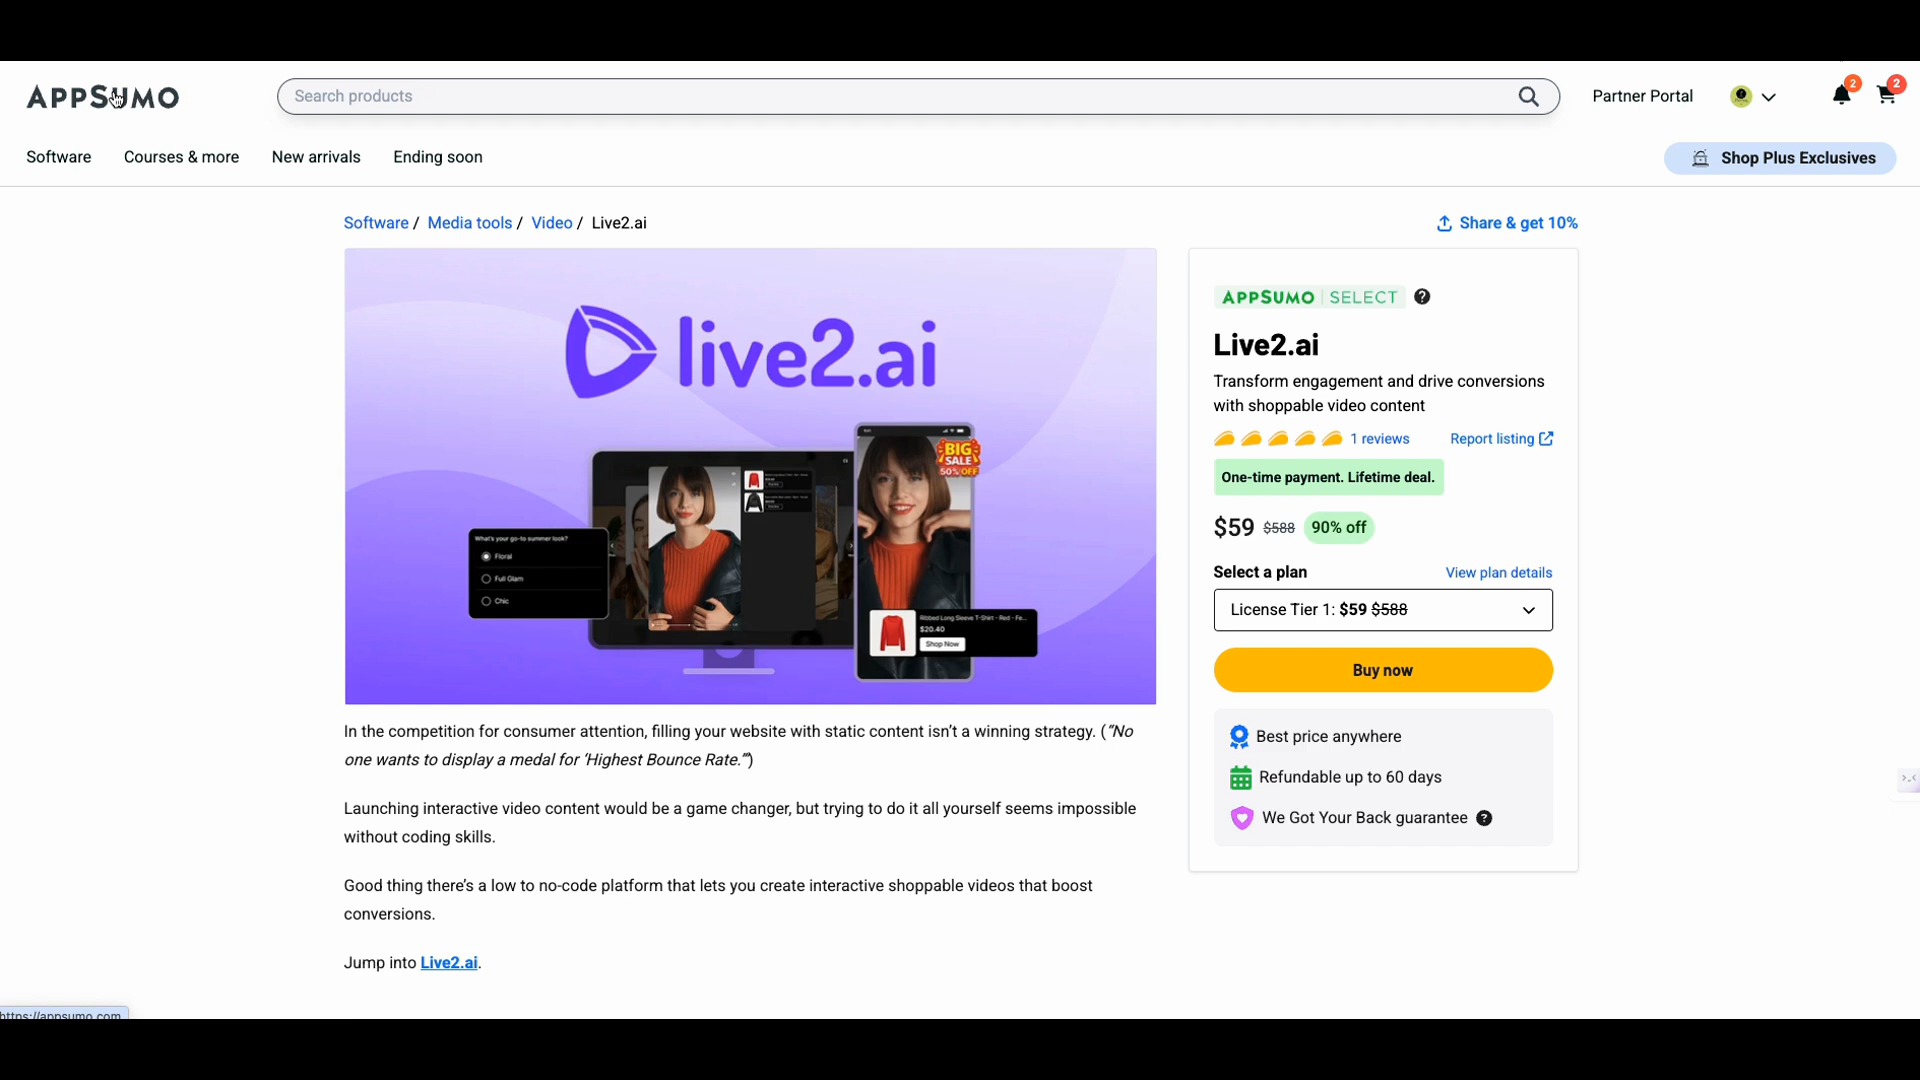 APPSUMO
Search products
Partner Portal
2
2
Software
Courses & more
New arrivals
Ending soon
Shop Plus Exclusives
Software / Media tools / Video / Live2.ai
Share & get 10%
live2.ai
BIG
SALE
50% OFF
What's your go-to summer look?
Floral
Full Glam
Chic
Ribbed Long Sleeve T-Shirt - Red - Fe...
$20.40
Shop Now
APPSUMO | SELECT
Live2.ai
Transform engagement and drive conversions
with shoppable video content
1 reviews
Report listing
One-time payment. Lifetime deal.
$59 $588 90% off
Select a plan
View plan details
License Tier 1: $59 $588
Buy now
Best price anywhere
Refundable up to 60 days
We Got Your Back guarantee
In the competition for consumer attention, filling your website with static content isn’t a winning strategy. (“No
one wants to display a medal for ‘Highest Bounce Rate.’”)
Launching interactive video content would be a game changer, but trying to do it all yourself seems impossible
without coding skills.
Good thing there’s a low to no-code platform that lets you create interactive shoppable videos that boost
conversions.
Jump into Live2.ai.
https://appsumo.com